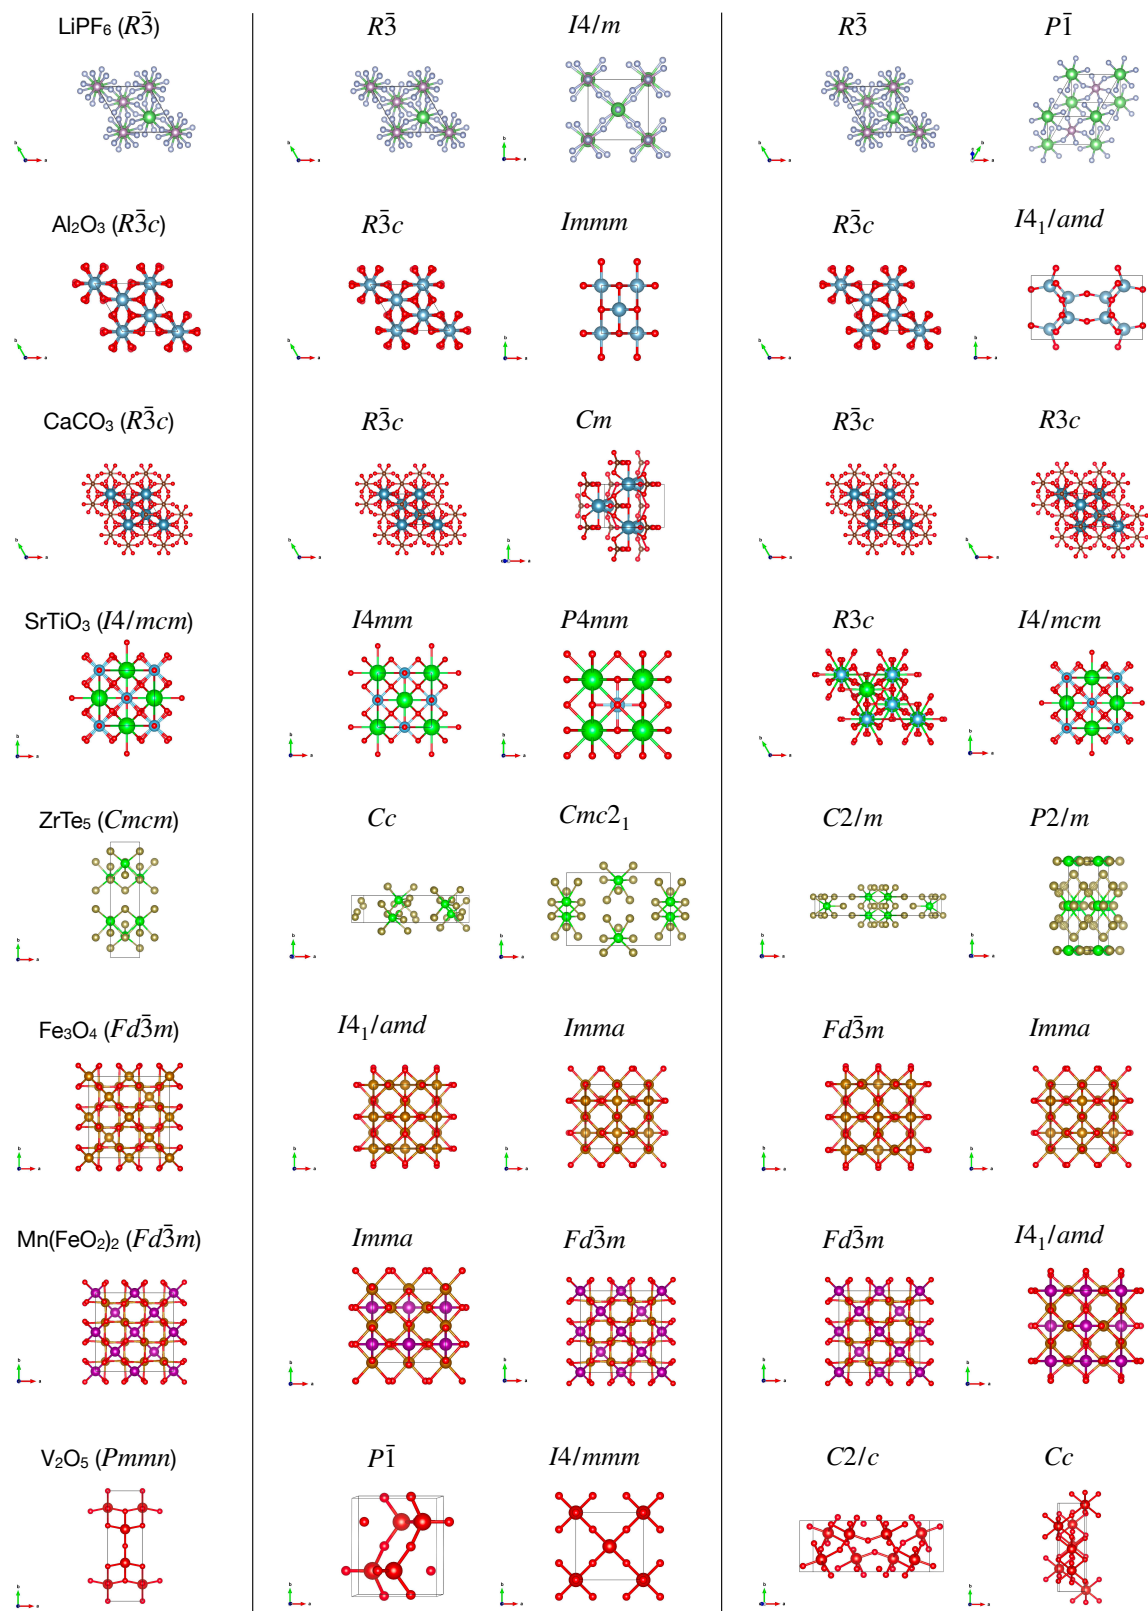 LiPF₆ (R3̄) R3̄ I4/m R3̄ P1̄
Al₂O₃ (R3̄c) R3̄c Immm R3̄c I4₁/amd
CaCO₃ (R3̄c) R3̄c Cm R3̄c R3c
SrTiO₃ (I4/mcm) I4mm P4mm R3c I4/mcm
ZrTe₅ (Cmcm) Cc Cmc2₁ C2/m P2/m
Fe₃O₄ (Fd3̄m) I4₁/amd Imma Fd3̄m Imma
Mn(FeO₂)₂ (Fd3̄m) Imma Fd3̄m Fd3̄m I4₁/amd
V₂O₅ (Pmmn) P1̄ I4/mmm C2/c Cc